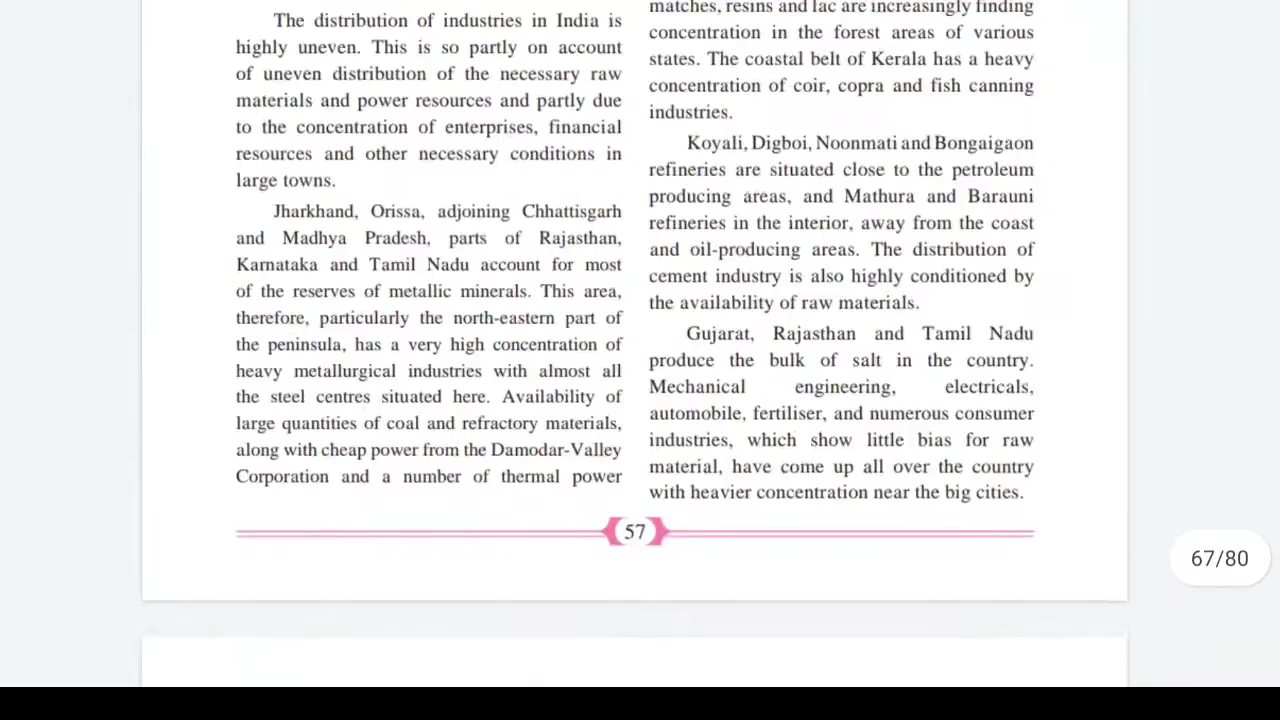 The distribution of industries in India is
highly uneven. This is so partly on account
of uneven distribution of the necessary raw
materials and power resources and partly due
to the concentration of enterprises, financial
resources and other necessary conditions in
large towns.
Jharkhand, Orissa, adjoining Chhattisgarh
and Madhya Pradesh, parts of Rajasthan,
Karnataka and Tamil Nadu account for most
of the reserves of metallic minerals. This area,
therefore, particularly the north-eastern part of
the peninsula, has a very high concentration of
heavy metallurgical industries with almost all
the steel centres situated here. Availability of
large quantities of coal and refractory materials,
along with cheap power from the Damodar-Valley
Corporation and a number of thermal power
matches, resins and lac are increasingly finding
concentration in the forest areas of various
states. The coastal belt of Kerala has a heavy
concentration of coir, copra and fish canning
industries.
Koyali, Digboi, Noonmati and Bongaigaon
refineries are situated close to the petroleum
producing areas, and Mathura and Barauni
refineries in the interior, away from the coast
and oil-producing areas. The distribution of
cement industry is also highly conditioned by
the availability of raw materials.
Gujarat, Rajasthan and Tamil Nadu
produce the bulk of salt in the country.
Mechanical engineering, electricals,
automobile, fertiliser, and numerous consumer
industries, which show little bias for raw
material, have come up all over the country
with heavier concentration near the big cities.
57
67/80